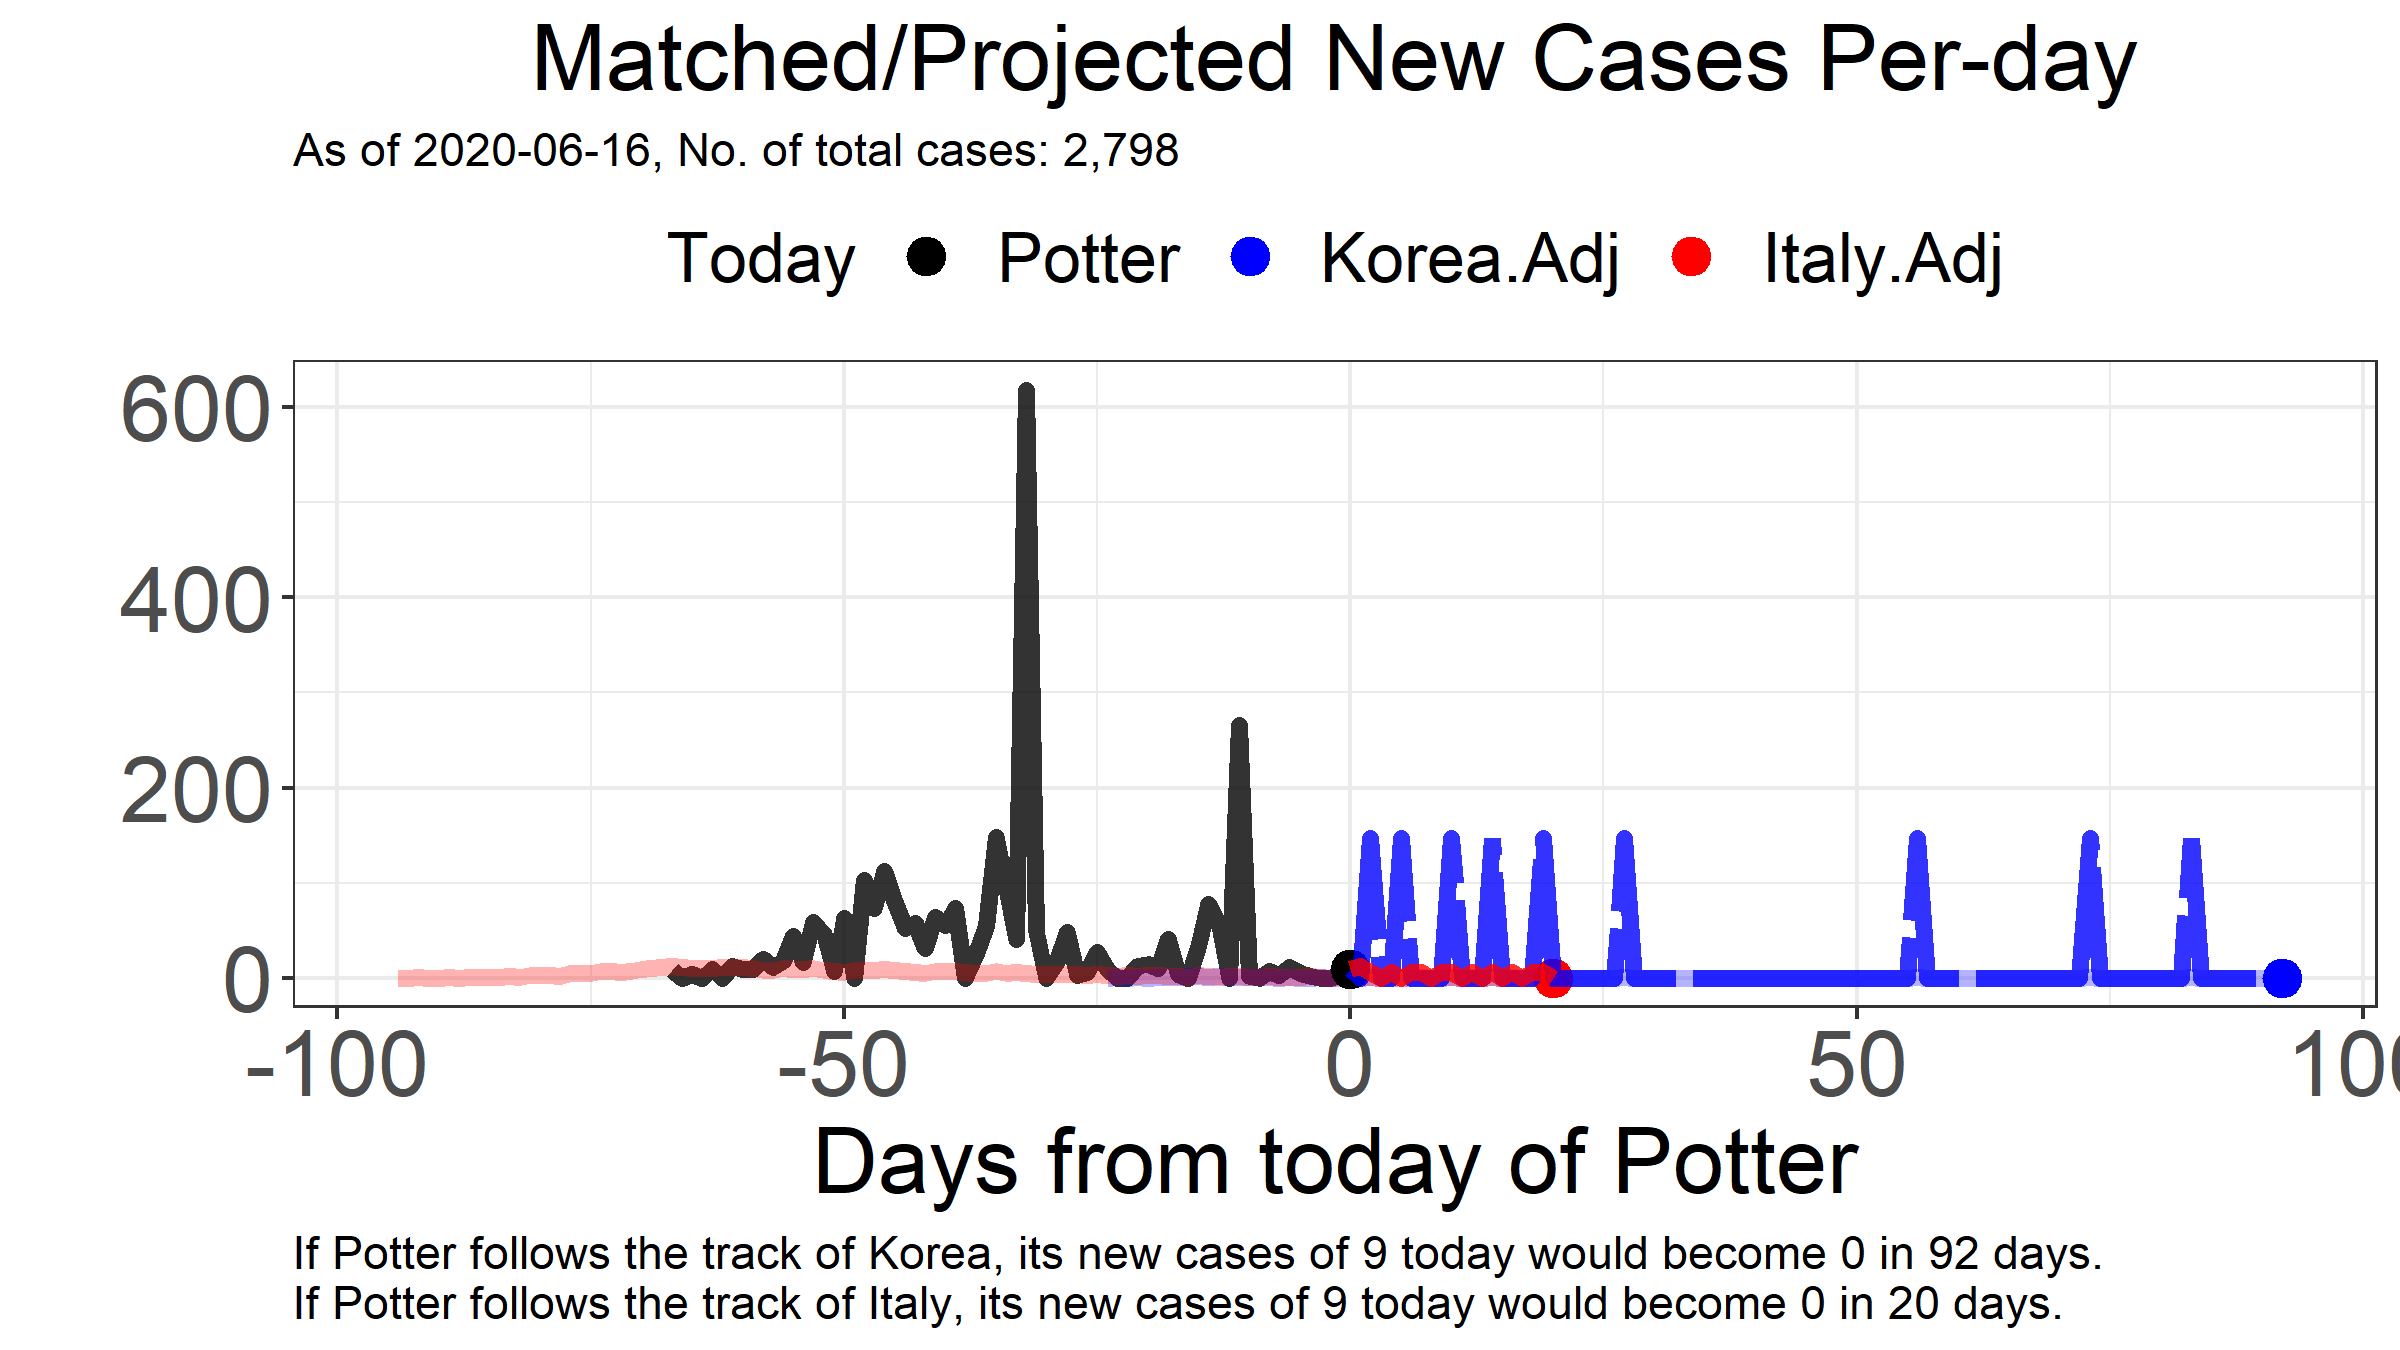 Matched/Projected New Cases Per-day
As of 2020-06-16, No. of total cases: 2,798
Today Potter Korea.Adj Italy.Adj
600
400
200
0
-100 -50 0 50 100
Days from today of Potter
If Potter follows the track of Korea, its new cases of 9 today would become 0 in 92 days.
If Potter follows the track of Italy, its new cases of 9 today would become 0 in 20 days.